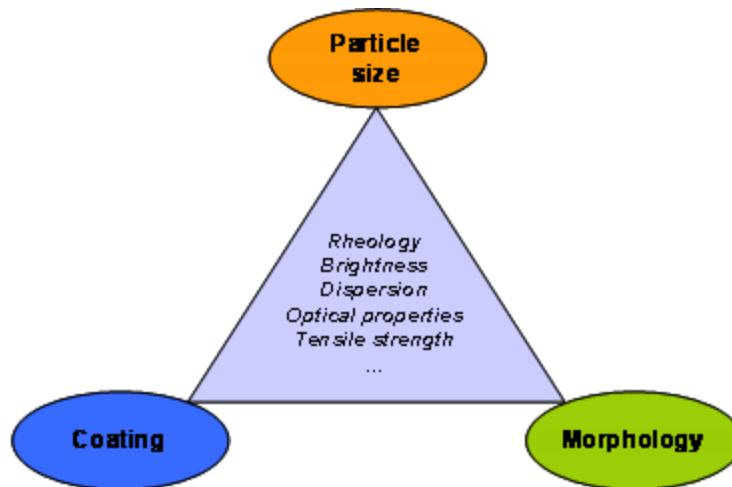 Particle
size
Rheology
Brightness
Dispersion
Optical properties
Tensile strength
...
Coating
Morphology